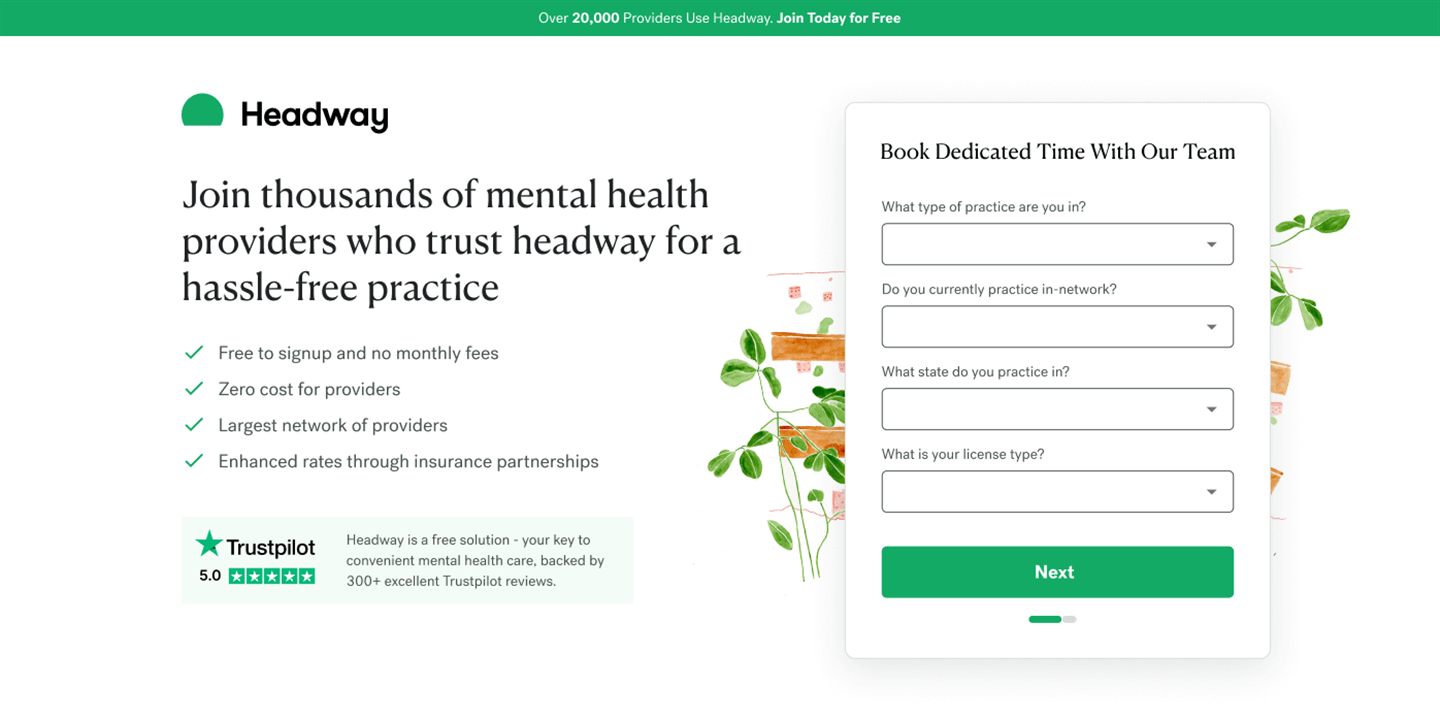 Over 20,000 Providers Use Headway. Join Today for Free
Headway
Join thousands of mental health
providers who trust headway for a
hassle-free practice
Free to signup and no monthly fees
Zero cost for providers
Largest network of providers
Enhanced rates through insurance partnerships
Trustpilot
5.0
Headway is a free solution - your key to
convenient mental health care, backed by
300+ excellent Trustpilot reviews.
Book Dedicated Time With Our Team
What type of practice are you in?
Do you currently practice in-network?
What state do you practice in?
What is your license type?
Next